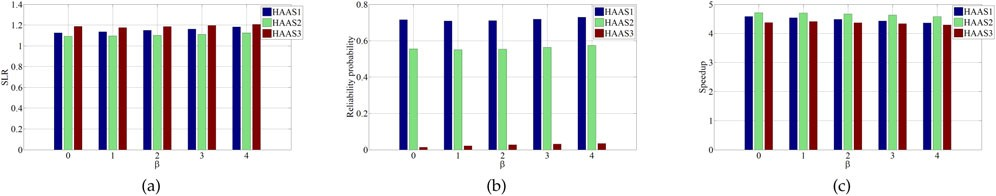 1.4
1.2
1
0.8
0.6
0.4
0.2
0
SLR
0 1 2 3 4
β
HAAS1
HAAS2
HAAS3
(a)
0.8
0.6
0.4
0.2
0
Reliability probability
0 1 2 3 4
β
HAAS1
HAAS2
HAAS3
(b)
5
4
3
2
1
0
Speedup
0 1 2 3 4
β
HAAS1
HAAS2
HAAS3
(c)